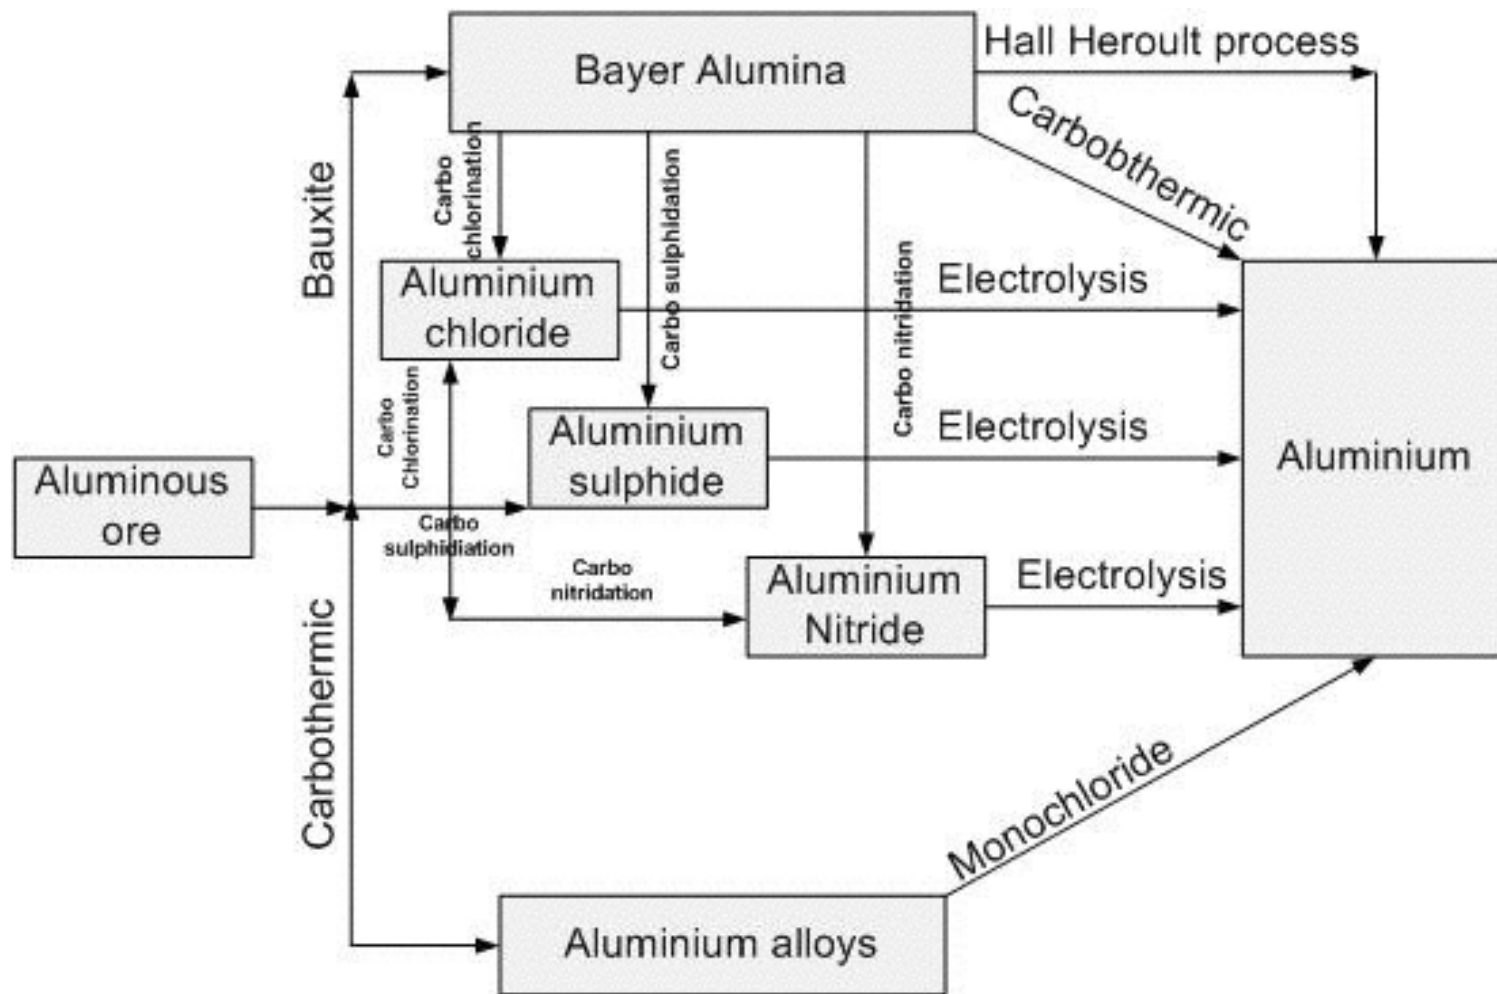 Bayer Alumina
Hall Heroult process
Carbobthermic
Carbo
chlorination
Carbo sulphidation
Carbo nitridation
Bauxite
Aluminium
chloride
Electrolysis
Carbo
Chlorination
Aluminium
sulphide
Electrolysis
Aluminium
Aluminous
ore
Carbo
sulphidiation
Carbo
nitridation
Aluminium
Nitride
Electrolysis
Carbothermic
Monochloride
Aluminium alloys